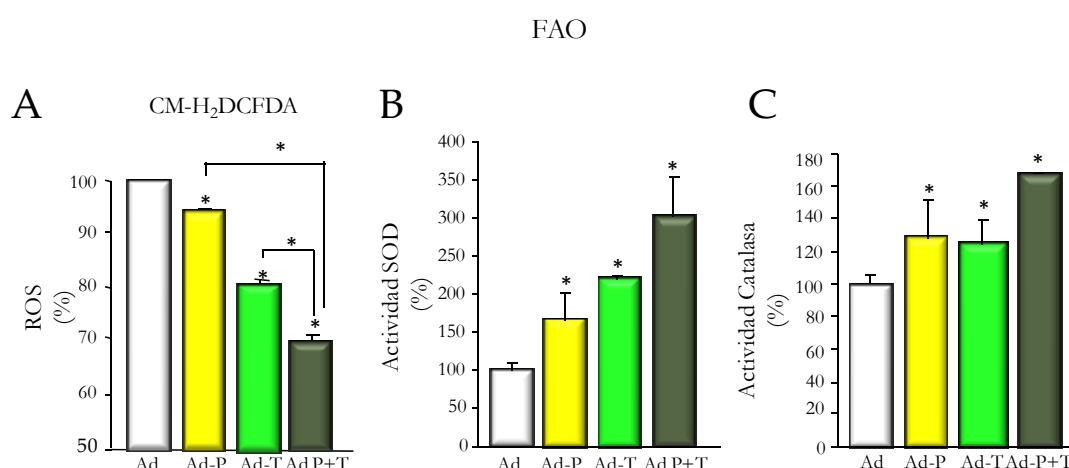 FAO
A
CM-H₂DCFDA
*
*
*
*
*
100
90
80
70
60
50
ROS
(%)
Ad
Ad-P
Ad-T
Ad P+T
B
*
*
*
400
350
300
250
200
150
100
50
0
Actividad SOD
(%)
Ad
Ad-P
Ad-T
Ad P+T
C
*
*
*
180
160
140
120
100
80
60
40
20
0
Actividad Catalasa
(%)
Ad
Ad-P
Ad-T
Ad-P+T